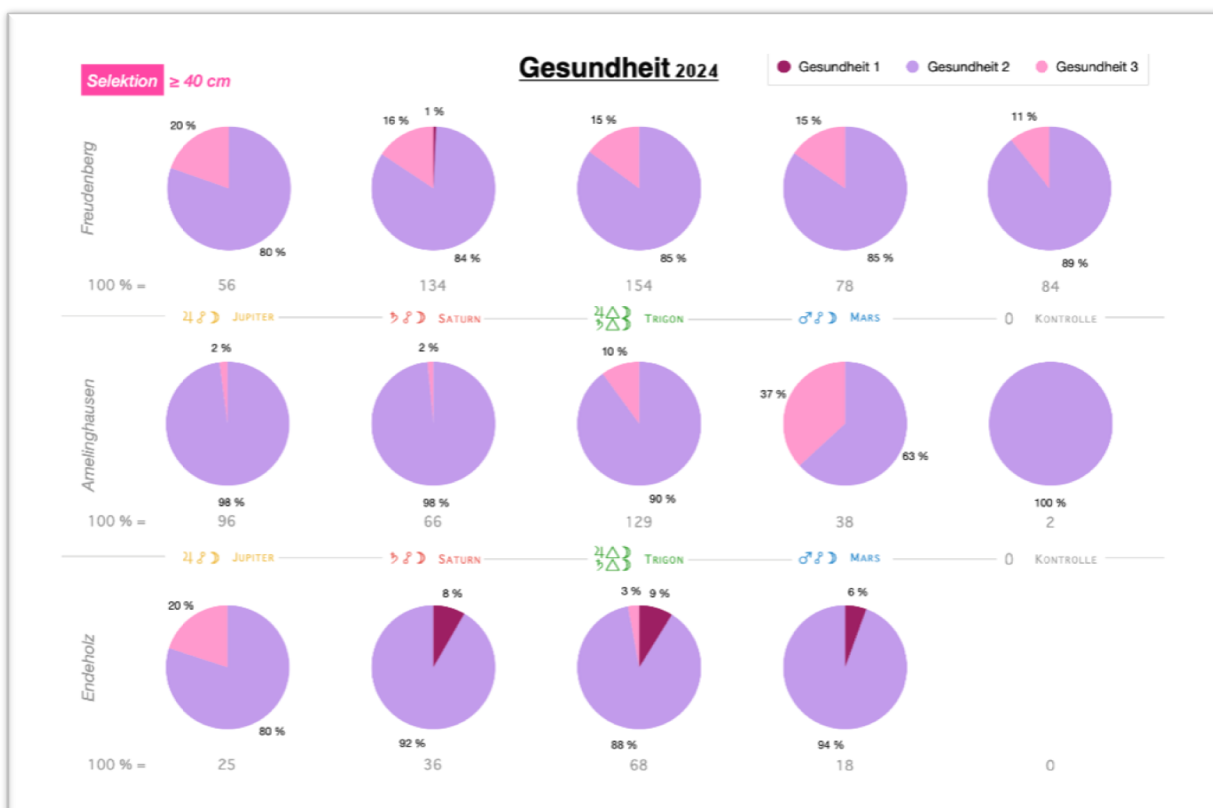 Gesundheit 2024
Selektion ≥ 40 cm
Gesundheit 1 Gesundheit 2 Gesundheit 3
Freudenberg
20 % 80 %
16 % 1 % 84 %
15 % 85 %
15 % 85 %
11 % 89 %
100 % = 56 134 154 78 84
♃☍☽ JUPITER ♄☍☽ SATURN ♃△☽ ♄△☽ TRIGON ♂☍☽ MARS 0 KONTROLLE
Amelinghausen
2 % 98 %
2 % 98 %
10 % 90 %
37 % 63 %
100 %
100 % = 96 66 129 38 2
♃☍☽ JUPITER ♄☍☽ SATURN ♃△☽ ♄△☽ TRIGON ♂☍☽ MARS 0 KONTROLLE
Endeholz
20 % 80 %
8 % 92 %
3 % 9 % 88 %
6 % 94 %
100 % = 25 36 68 18 0